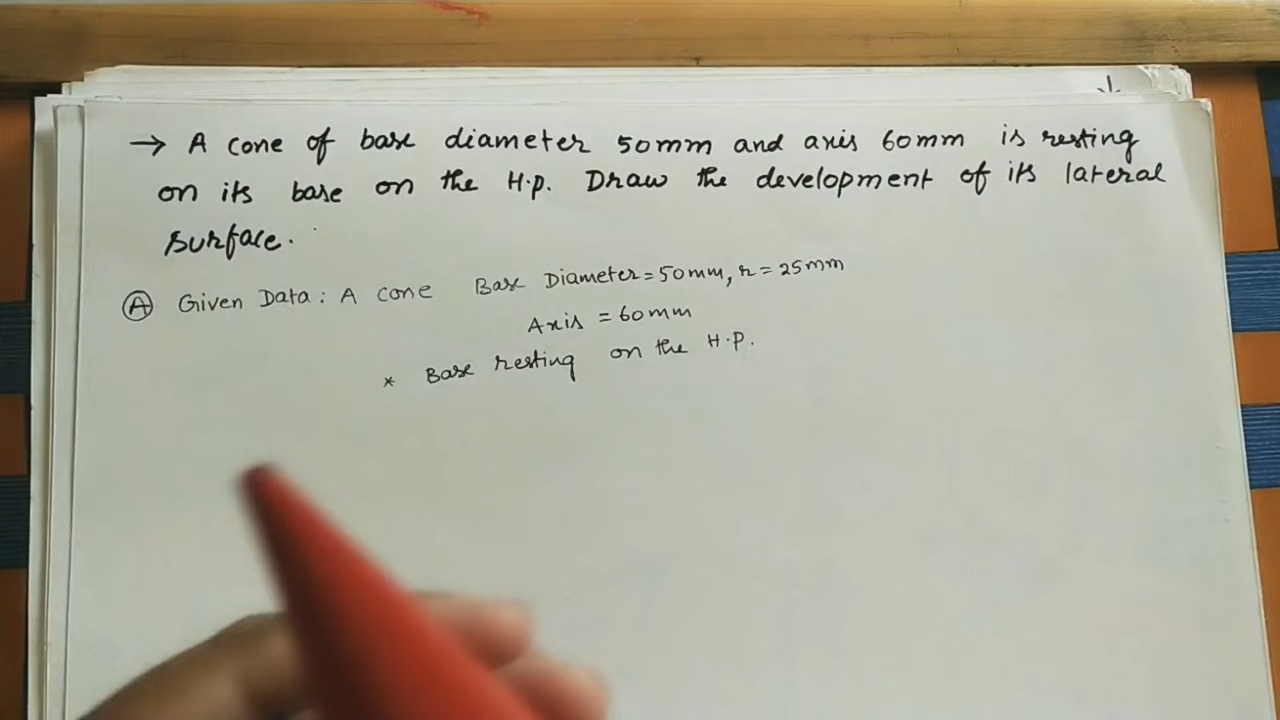 → A cone of base diameter 50mm and axis 60mm is resting
on its base on the H.p. Draw the development of its lateral
surface.
Ⓐ Given Data: A cone Base Diameter = 50mm, r = 25mm
Axis = 60mm
* Base resting on the H.P.